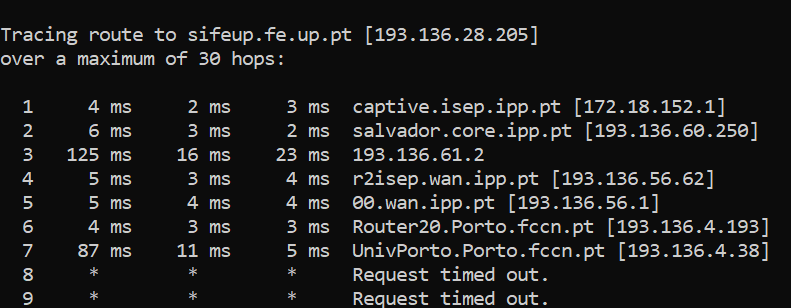 Tracing route to sifeup.fe.up.pt [193.136.28.205]
over a maximum of 30 hops:
1 4 ms 2 ms 3 ms captive.isep.ipp.pt [172.18.152.1]
2 6 ms 3 ms 2 ms salvador.core.ipp.pt [193.136.60.250]
3 125 ms 16 ms 23 ms 193.136.61.2
4 5 ms 3 ms 4 ms r2isep.wan.ipp.pt [193.136.56.62]
5 5 ms 4 ms 4 ms 00.wan.ipp.pt [193.136.56.1]
6 4 ms 3 ms 3 ms Router20.Porto.fccn.pt [193.136.4.193]
7 87 ms 11 ms 5 ms UnivPorto.Porto.fccn.pt [193.136.4.38]
8 * * * Request timed out.
9 * * * Request timed out.